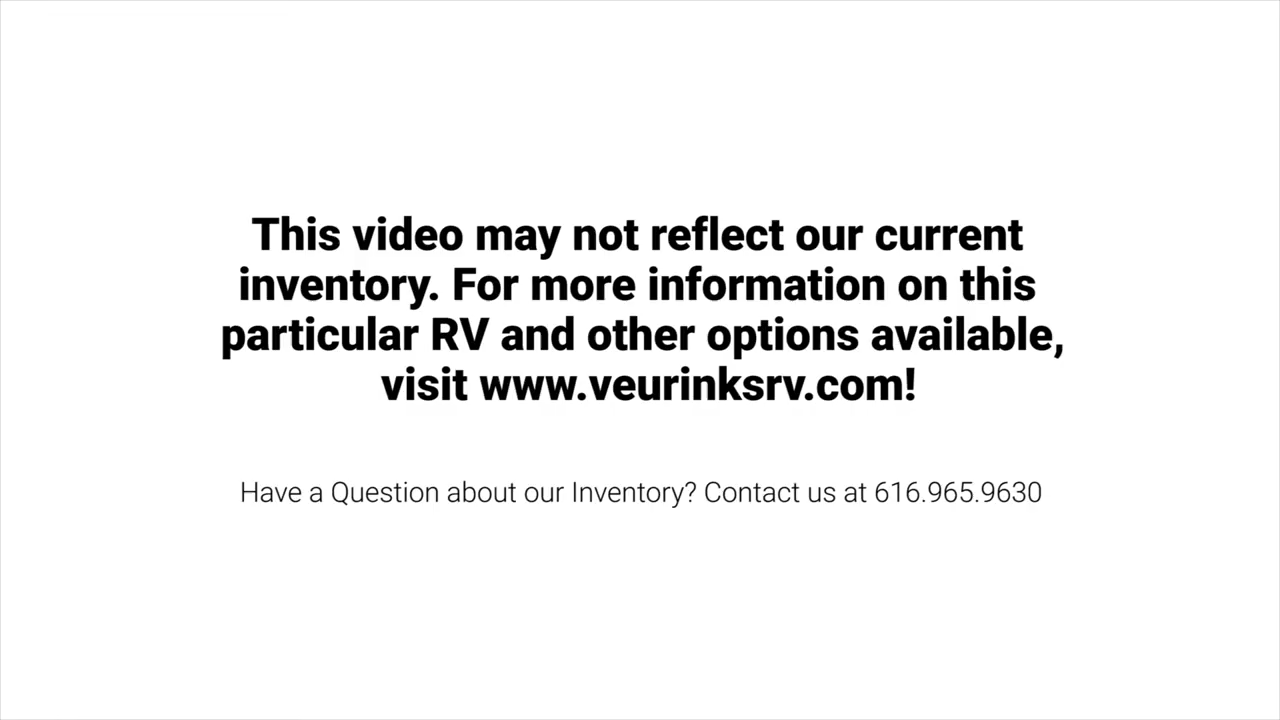 This video may not reflect our current
inventory. For more information on this
particular RV and other options available,
visit www.veurinksrv.com!
Have a Question about our Inventory? Contact us at 616.965.9630